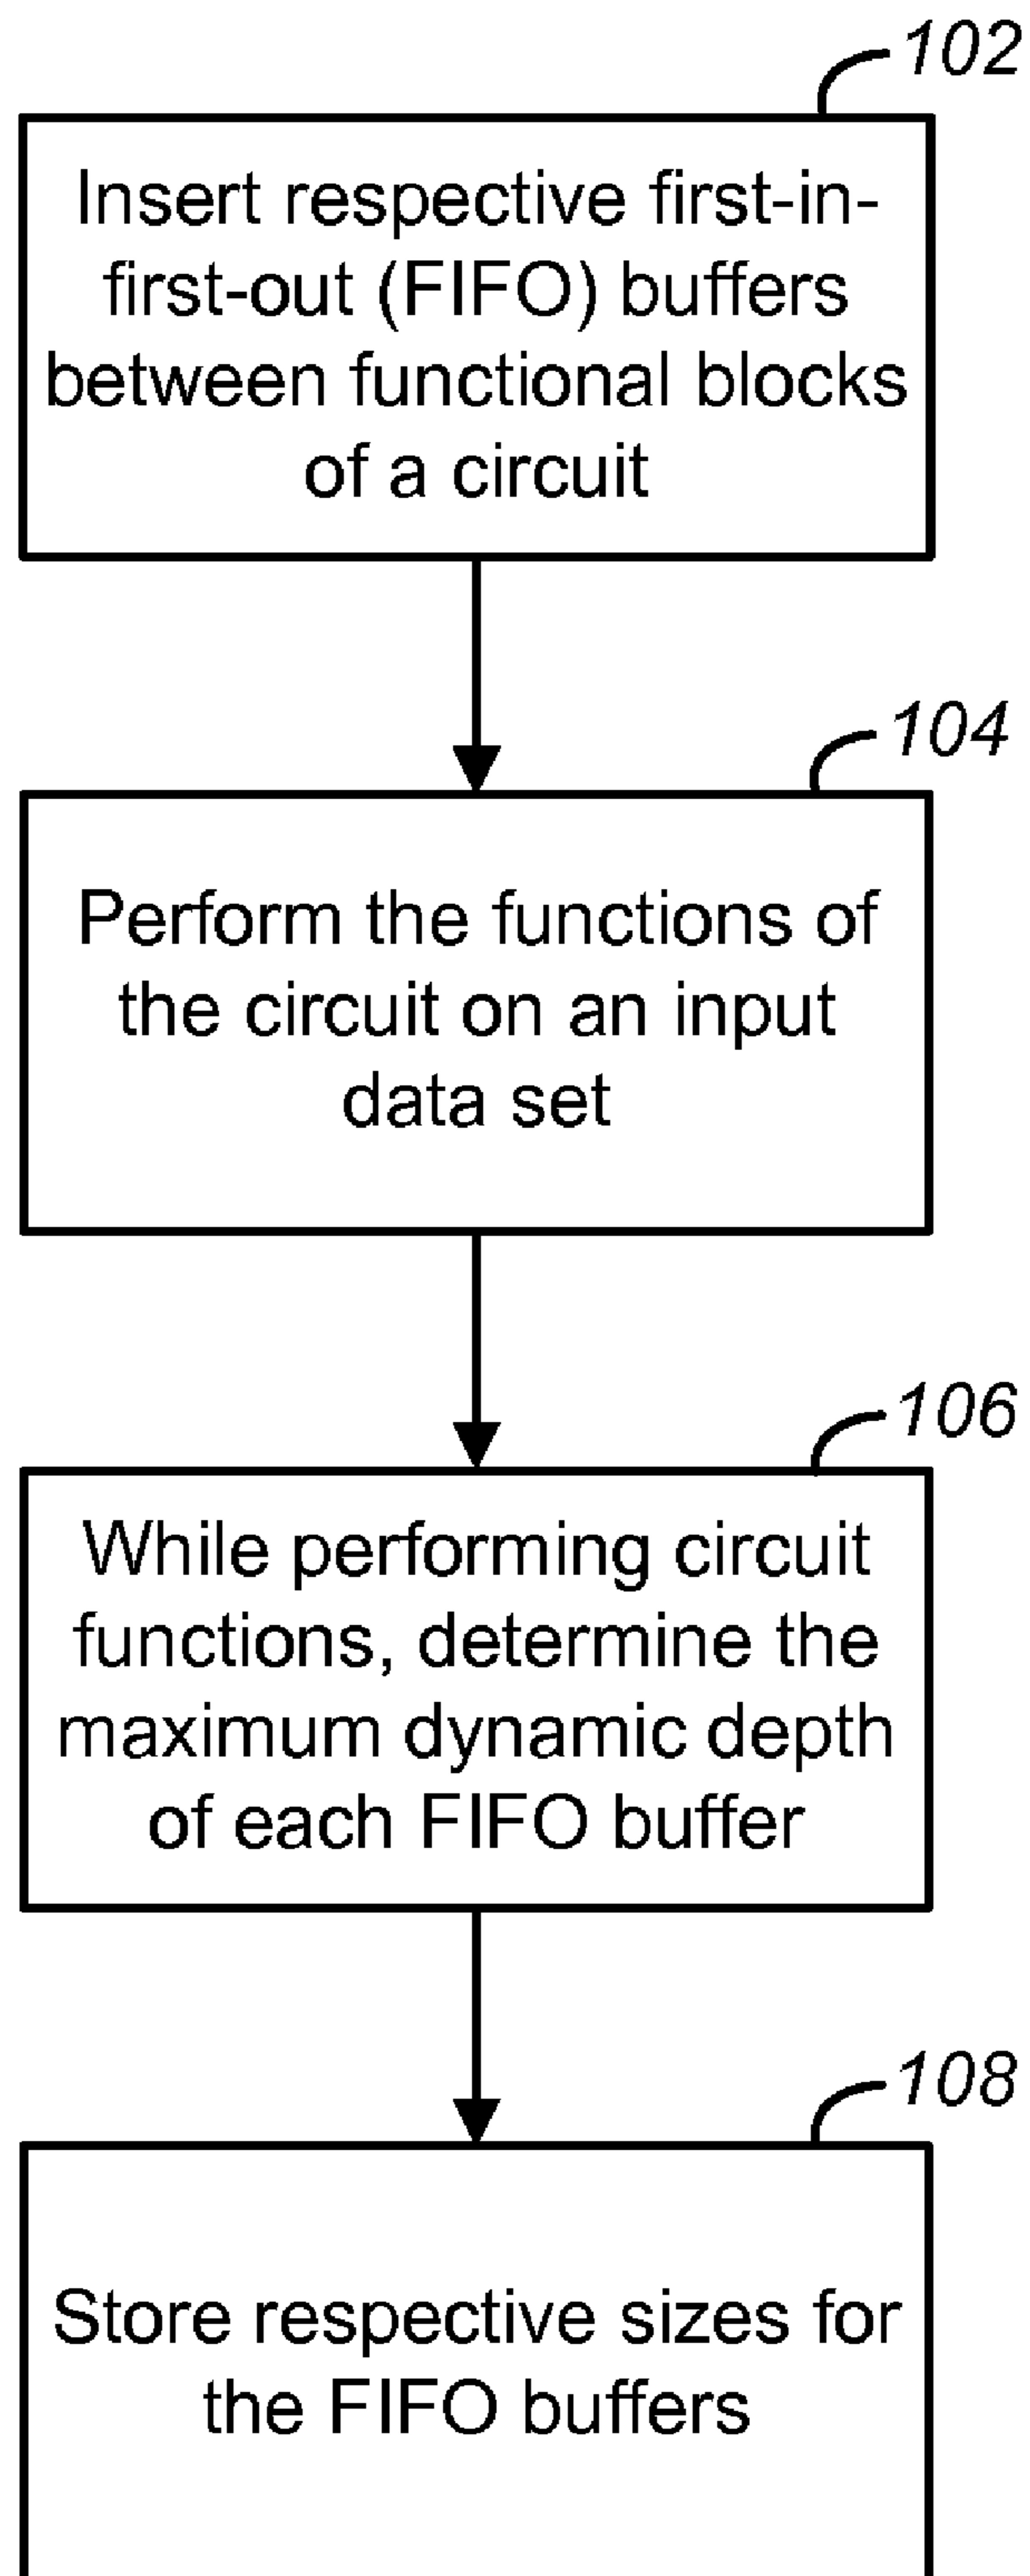 102
Insert respective first-in-
first-out (FIFO) buffers
between functional blocks
of a circuit
104
Perform the functions of
the circuit on an input
data set
106
While performing circuit
functions, determine the
maximum dynamic depth
of each FIFO buffer
108
Store respective sizes for
the FIFO buffers